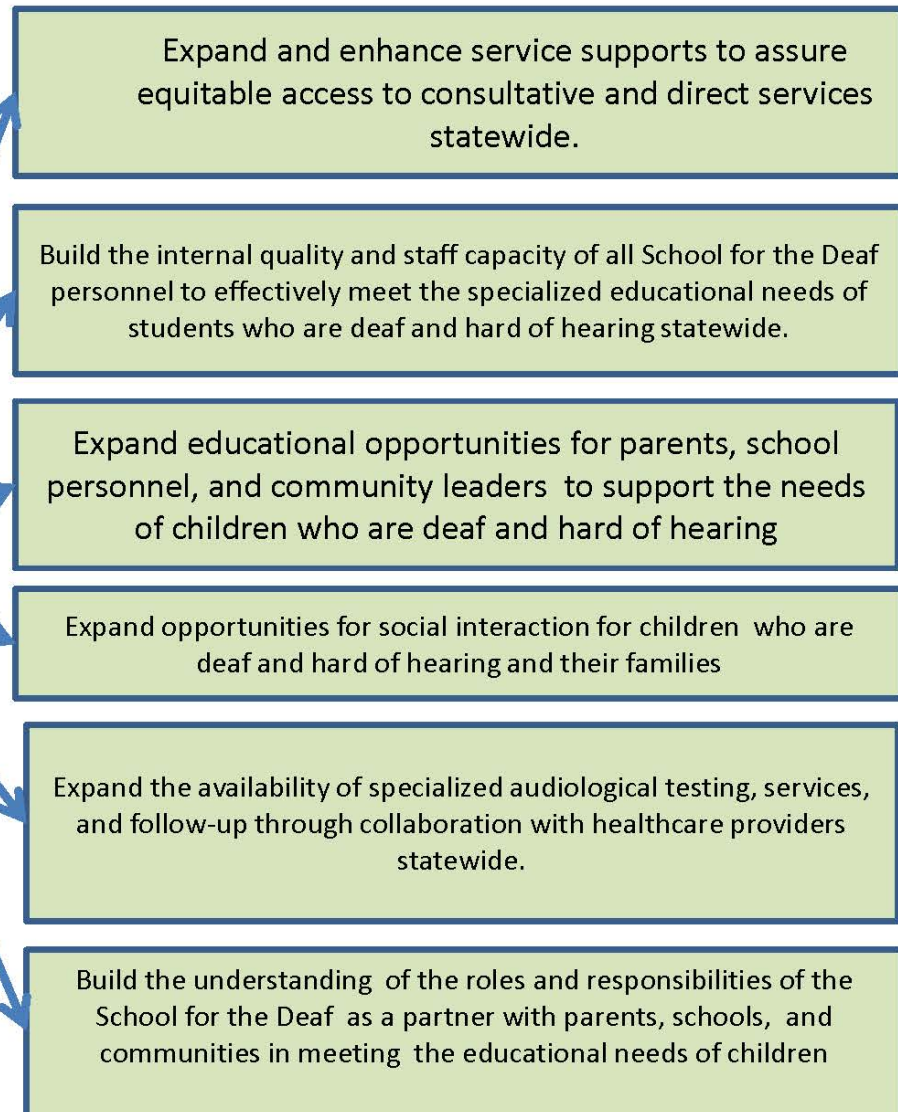 Expand and enhance service supports to assure
equitable access to consultative and direct services
statewide.
Build the internal quality and staff capacity of all School for the Deaf
personnel to effectively meet the specialized educational needs of
students who are deaf and hard of hearing statewide.
Expand educational opportunities for parents, school
personnel, and community leaders to support the needs
of children who are deaf and hard of hearing
Expand opportunities for social interaction for children who are
deaf and hard of hearing and their families
Expand the availability of specialized audiological testing, services,
and follow-up through collaboration with healthcare providers
statewide.
Build the understanding of the roles and responsibilities of the
School for the Deaf as a partner with parents, schools, and
communities in meeting the educational needs of children